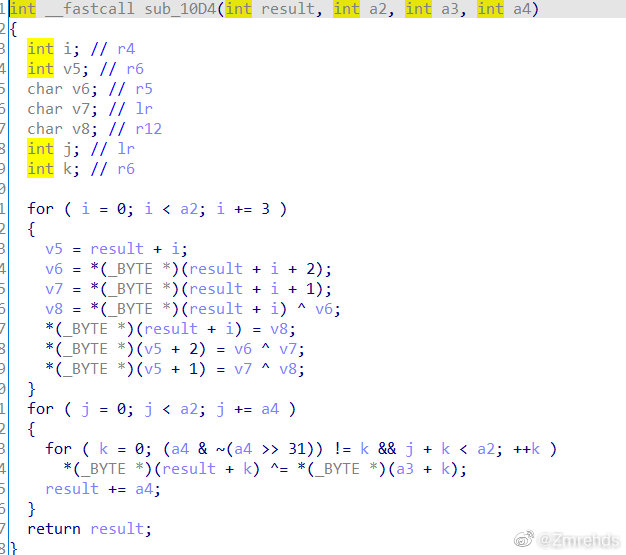 1 int __fastcall sub_10D4(int result, int a2, int a3, int a4)
2 {
3   int i; // r4
4   int v5; // r6
5   char v6; // r5
6   char v7; // lr
7   char v8; // r12
8   int j; // lr
9   int k; // r6
0
1   for ( i = 0; i < a2; i += 3 )
2   {
3     v5 = result + i;
4     v6 = *(_BYTE *)(result + i + 2);
5     v7 = *(_BYTE *)(result + i + 1);
6     v8 = *(_BYTE *)(result + i) ^ v6;
7     *(_BYTE *)(result + i) = v8;
8     *(_BYTE *)(v5 + 2) = v6 ^ v7;
9     *(_BYTE *)(v5 + 1) = v7 ^ v8;
0   }
1   for ( j = 0; j < a2; j += a4 )
2   {
3     for ( k = 0; (a4 & ~(a4 >> 31)) != k && j + k < a2; ++k )
4       *(_BYTE *)(result + k) ^= *(_BYTE *)(a3 + k);
5     result += a4;
6   }
7   return result;
8 }
@Zmrehds